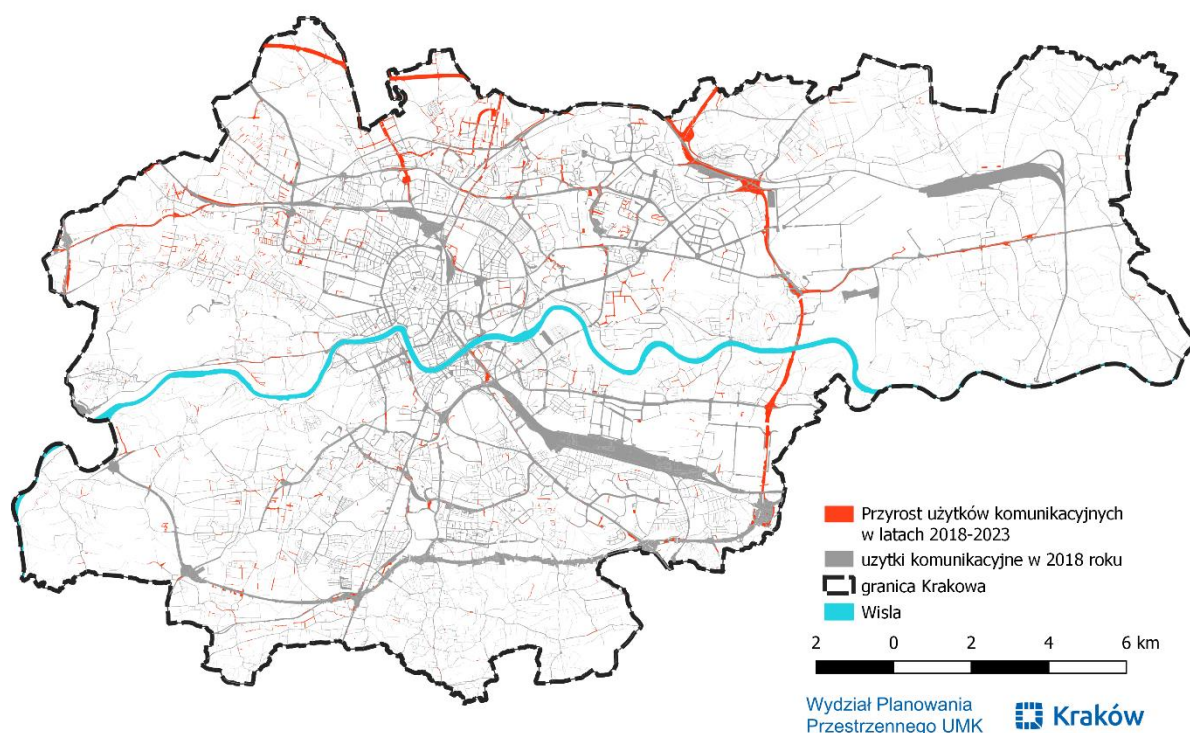 Przyrost użytków komunikacyjnych
w latach 2018-2023
uzytki komunikacyjne w 2018 roku
granica Krakowa
Wisla
2 0 2 4 6 km
Wydział Planowania
Przestrzennego UMK
Kraków